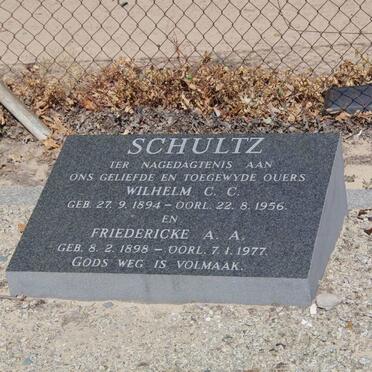 SCHULTZ
TER NAGEDAGTENIS AAN
ONS GELIEFDE EN TOEGEWYDE OUERS
WILHELM C. C.
GEB. 27. 9. 1894 – OORL. 22. 8. 1956.
EN
FRIEDERICKE A. A.
GEB. 8. 2. 1898 – OORL. 7. 1. 1977.
GODS WEG IS VOLMAAK.